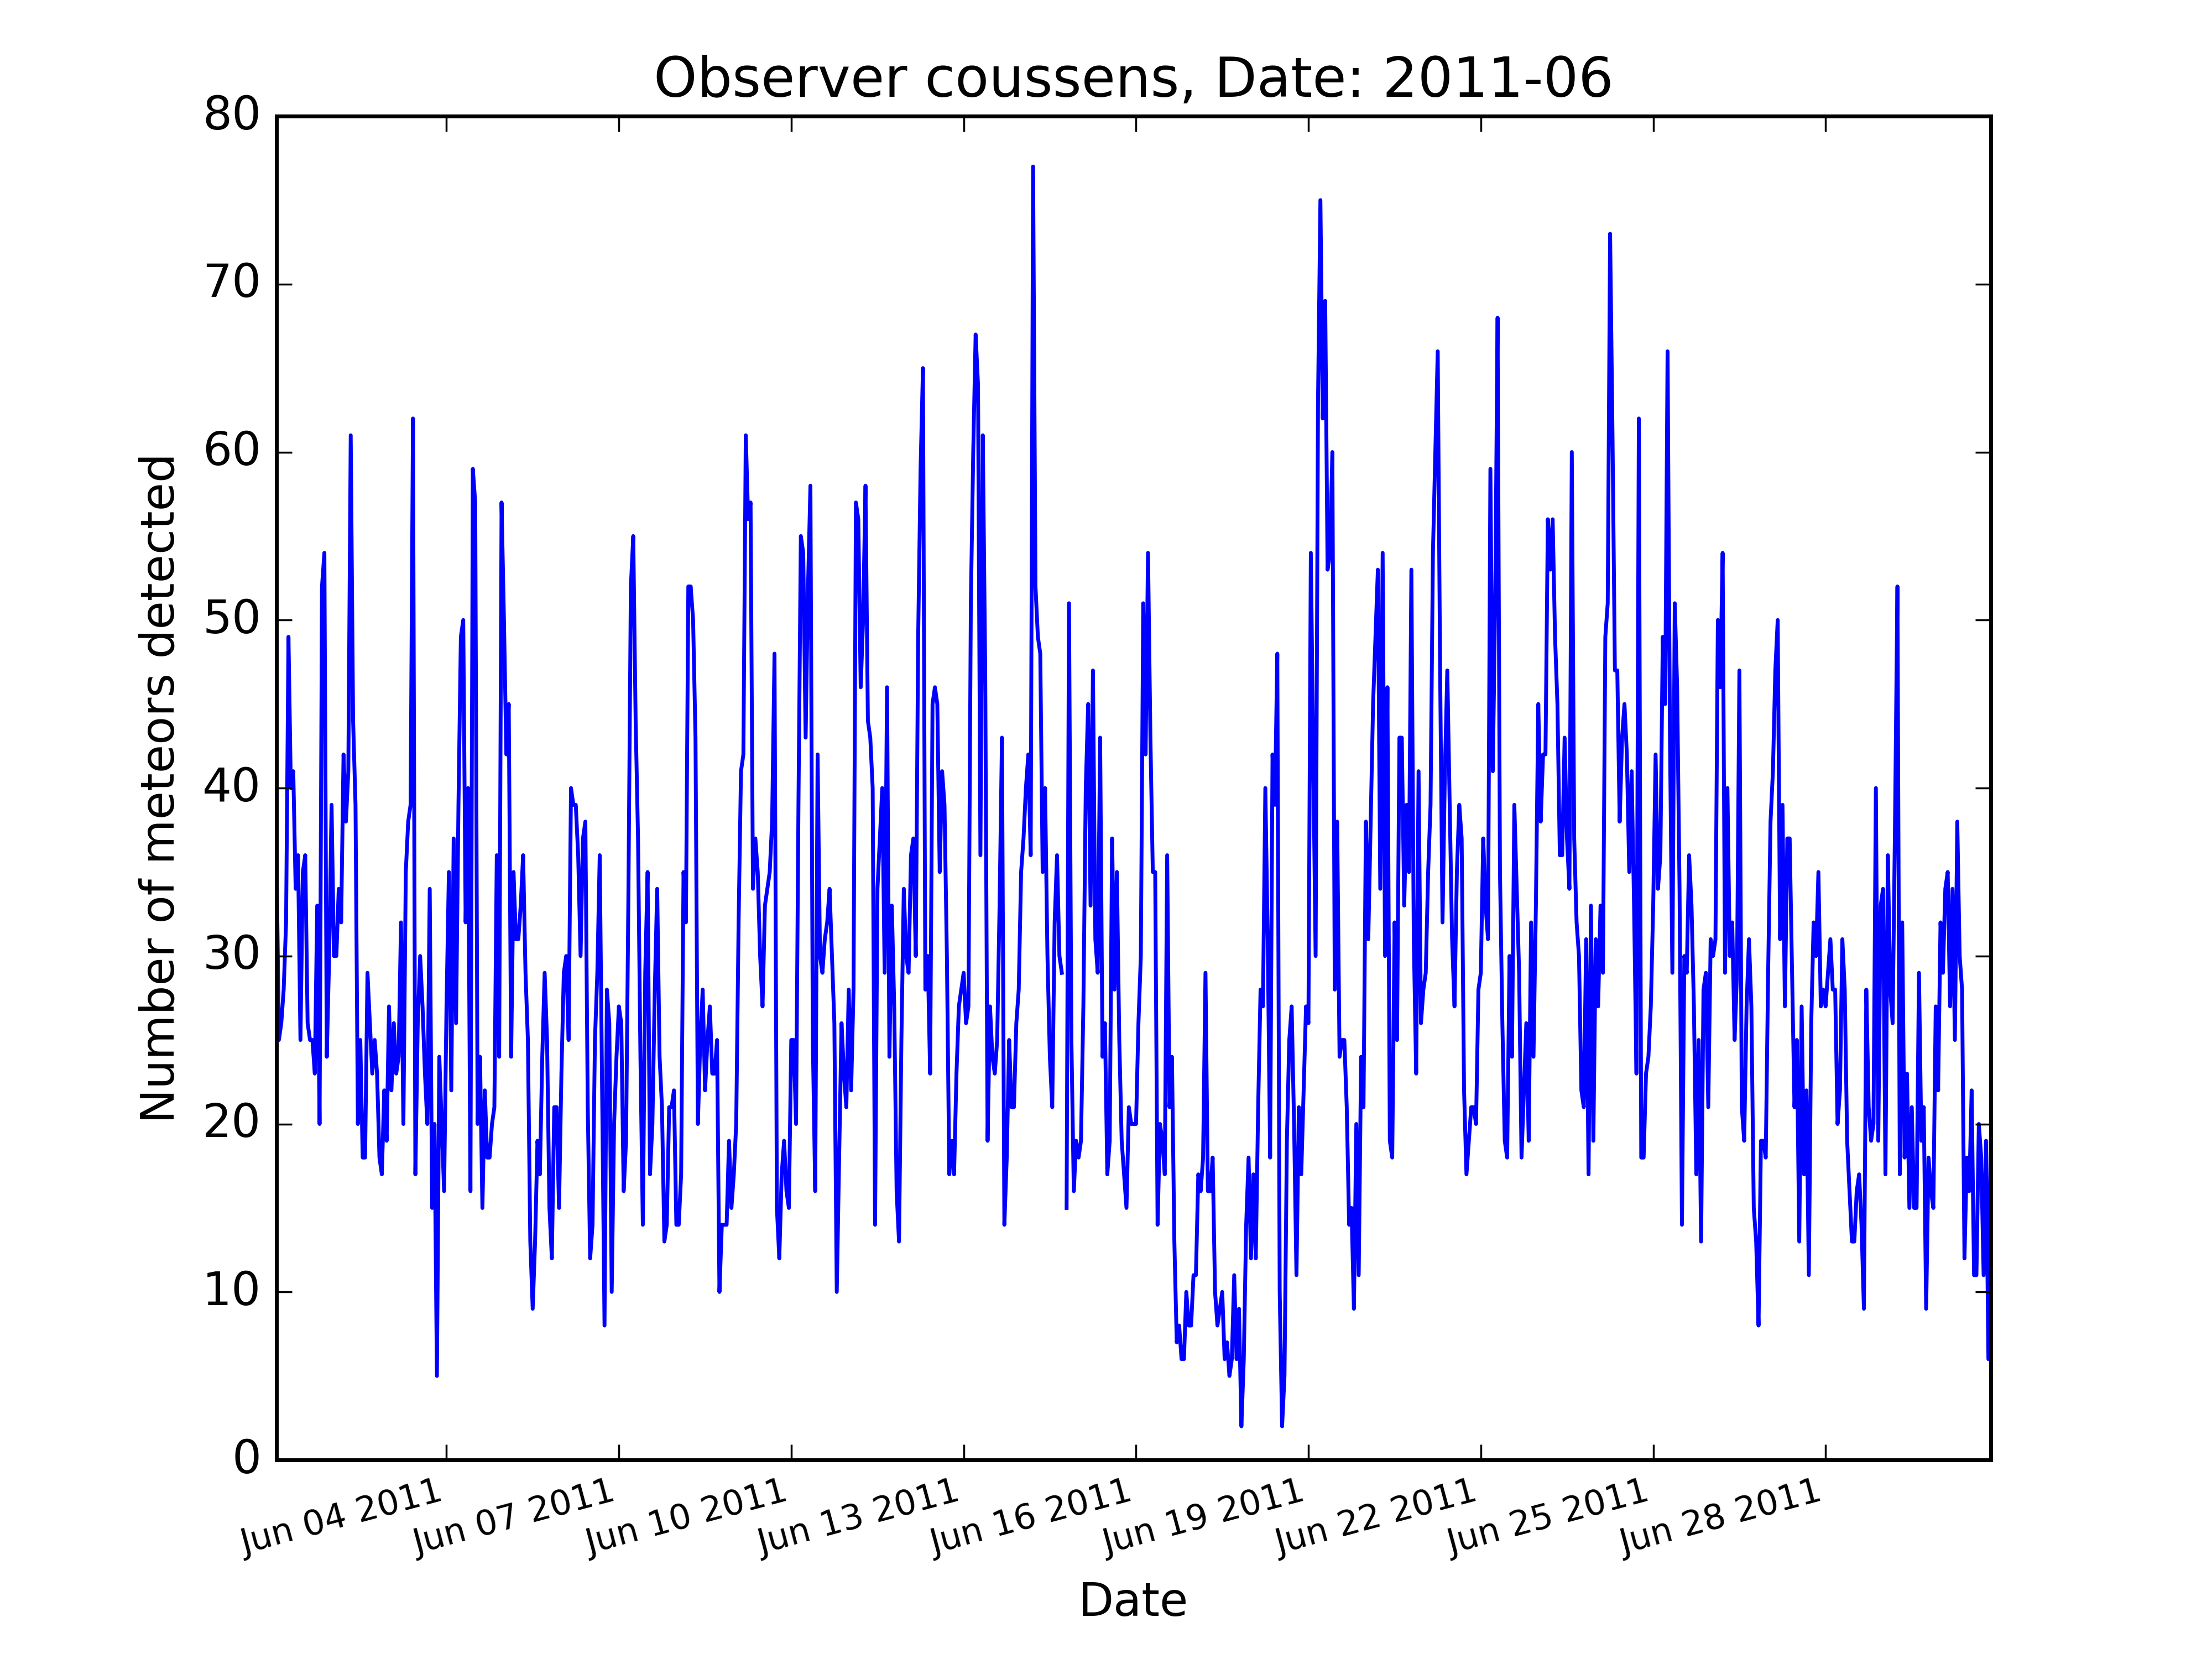 Observer coussens, Date: 2011-06
Number of meteors detected
80
70
60
50
40
30
20
10
0
Jun 04 2011
Jun 07 2011
Jun 10 2011
Jun 13 2011
Jun 16 2011
Jun 19 2011
Jun 22 2011
Jun 25 2011
Jun 28 2011
Date